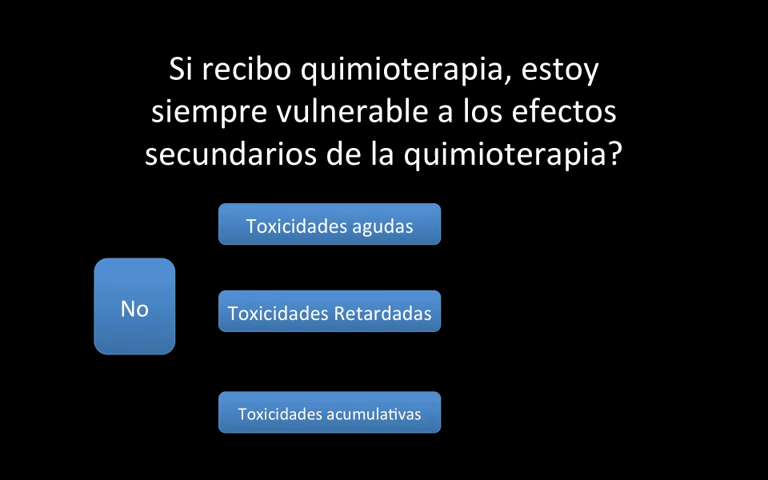 Si recibo quimioterapia, estoy
siempre vulnerable a los efectos
secundarios de la quimioterapia?
Toxicidades agudas
No
Toxicidades Retardadas
Toxicidades acumulativas